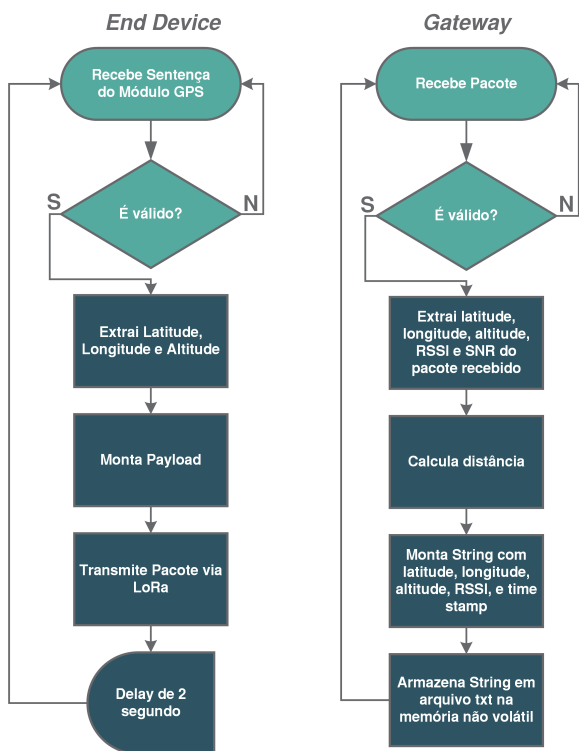 End Device
Recebe Sentença
do Módulo GPS
É válido?
S
N
Extrai Latitude,
Longitude e Altitude
Monta Payload
Transmite Pacote via
LoRa
Delay de 2
segundo
Gateway
Recebe Pacote
É válido?
S
N
Extrai latitude,
longitude, altitude,
RSSI e SNR do
pacote recebido
Calcula distância
Monta String com
latitude, longitude,
altitude, RSSI, e time
stamp
Armazena String em
arquivo txt na
memória não volátil